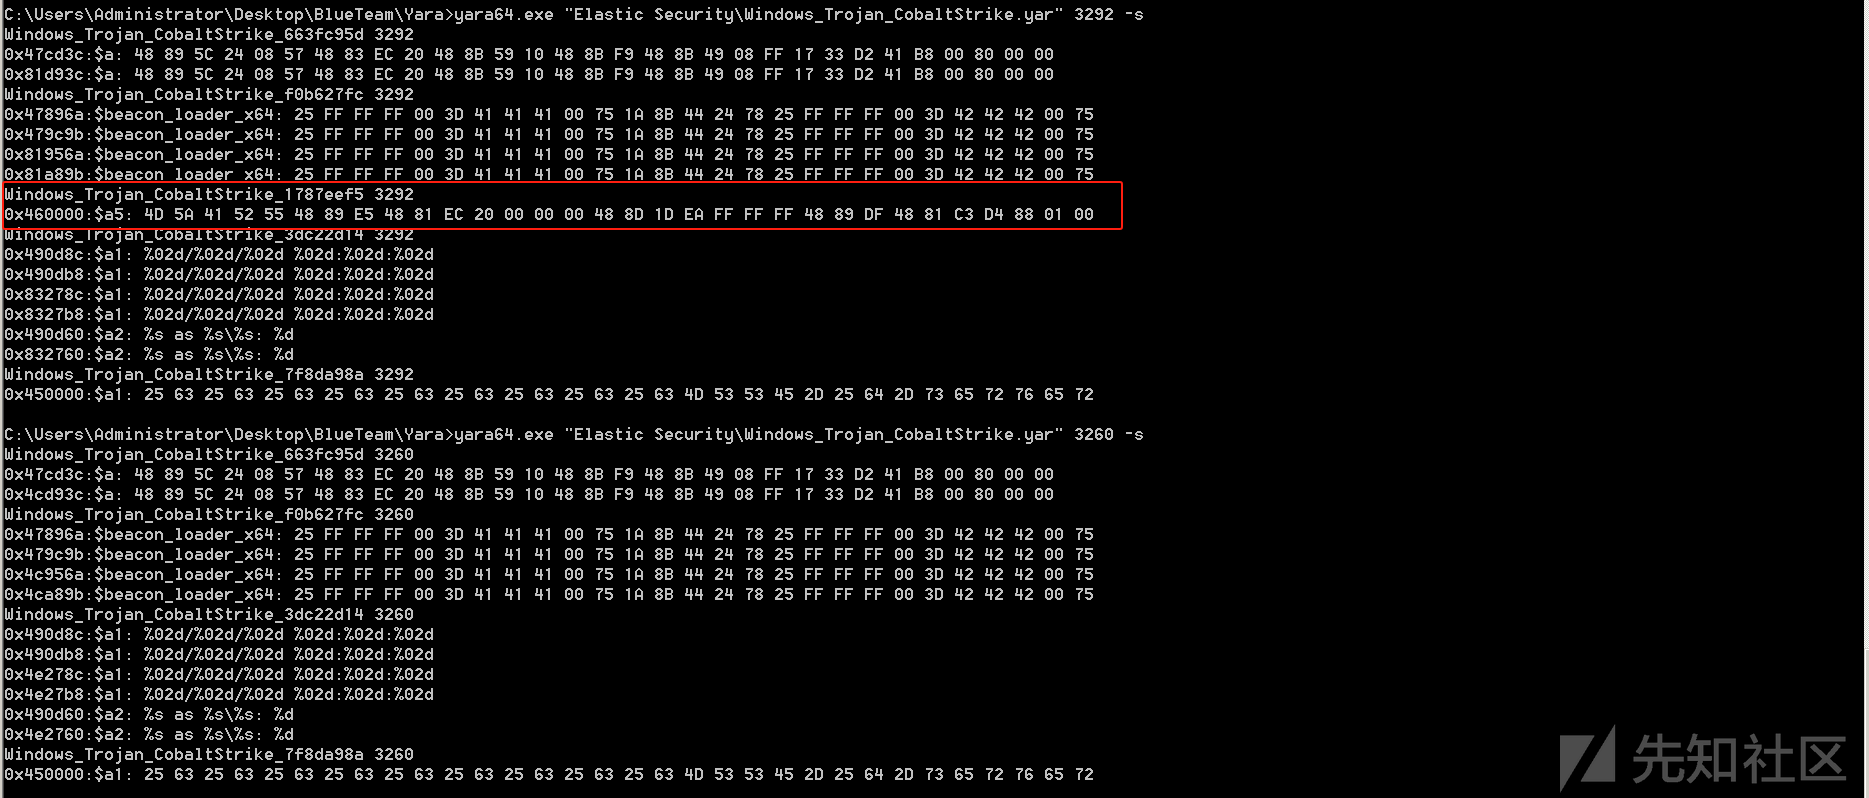 C:\Users\Administrator\Desktop\BlueTeam\Yara>yara64.exe "Elastic Security\Windows_Trojan_CobaltStrike.yar" 3292 -s
Windows_Trojan_CobaltStrike_663fc95d 3292
0x47cd3c:$a: 48 89 5C 24 08 57 48 83 EC 20 48 8B 59 10 48 8B F9 48 8B 49 08 FF 17 33 D2 41 B8 00 80 00 00
0x81d93c:$a: 48 89 5C 24 08 57 48 83 EC 20 48 8B 59 10 48 8B F9 48 8B 49 08 FF 17 33 D2 41 B8 00 80 00 00
Windows_Trojan_CobaltStrike_f0b627fc 3292
0x47896a:$beacon_loader_x64: 25 FF FF FF 00 3D 41 41 41 00 75 1A 8B 44 24 78 25 FF FF FF 00 3D 42 42 42 00 75
0x479c9b:$beacon_loader_x64: 25 FF FF FF 00 3D 41 41 41 00 75 1A 8B 44 24 78 25 FF FF FF 00 3D 42 42 42 00 75
0x81956a:$beacon_loader_x64: 25 FF FF FF 00 3D 41 41 41 00 75 1A 8B 44 24 78 25 FF FF FF 00 3D 42 42 42 00 75
0x81a89b:$beacon_loader_x64: 25 FF FF FF 00 3D 41 41 41 00 75 1A 8B 44 24 78 25 FF FF FF 00 3D 42 42 42 00 75
Windows_Trojan_CobaltStrike_1787eef5 3292
0x460000:$a5: 4D 5A 41 52 55 48 89 E5 48 81 EC 20 00 00 00 48 8D 1D EA FF FF FF 48 89 DF 48 81 C3 D4 88 01 00
Windows_Trojan_CobaltStrike_3dc22d14 3292
0x490d8c:$a1: %02d/%02d/%02d %02d:%02d:%02d
0x490db8:$a1: %02d/%02d/%02d %02d:%02d:%02d
0x83278c:$a1: %02d/%02d/%02d %02d:%02d:%02d
0x8327b8:$a1: %02d/%02d/%02d %02d:%02d:%02d
0x490d60:$a2: %s as %s\%s: %d
0x832760:$a2: %s as %s\%s: %d
Windows_Trojan_CobaltStrike_7f8da98a 3292
0x450000:$a1: 25 63 25 63 25 63 25 63 25 63 25 63 25 63 25 63 25 63 4D 53 53 45 2D 25 64 2D 73 65 72 76 65 72
C:\Users\Administrator\Desktop\BlueTeam\Yara>yara64.exe "Elastic Security\Windows_Trojan_CobaltStrike.yar" 3260 -s
Windows_Trojan_CobaltStrike_663fc95d 3260
0x47cd3c:$a: 48 89 5C 24 08 57 48 83 EC 20 48 8B 59 10 48 8B F9 48 8B 49 08 FF 17 33 D2 41 B8 00 80 00 00
0x4cd93c:$a: 48 89 5C 24 08 57 48 83 EC 20 48 8B 59 10 48 8B F9 48 8B 49 08 FF 17 33 D2 41 B8 00 80 00 00
Windows_Trojan_CobaltStrike_f0b627fc 3260
0x47896a:$beacon_loader_x64: 25 FF FF FF 00 3D 41 41 41 00 75 1A 8B 44 24 78 25 FF FF FF 00 3D 42 42 42 00 75
0x479c9b:$beacon_loader_x64: 25 FF FF FF 00 3D 41 41 41 00 75 1A 8B 44 24 78 25 FF FF FF 00 3D 42 42 42 00 75
0x4c956a:$beacon_loader_x64: 25 FF FF FF 00 3D 41 41 41 00 75 1A 8B 44 24 78 25 FF FF FF 00 3D 42 42 42 00 75
0x4ca89b:$beacon_loader_x64: 25 FF FF FF 00 3D 41 41 41 00 75 1A 8B 44 24 78 25 FF FF FF 00 3D 42 42 42 00 75
Windows_Trojan_CobaltStrike_3dc22d14 3260
0x490d8c:$a1: %02d/%02d/%02d %02d:%02d:%02d
0x490db8:$a1: %02d/%02d/%02d %02d:%02d:%02d
0x4e278c:$a1: %02d/%02d/%02d %02d:%02d:%02d
0x4e27b8:$a1: %02d/%02d/%02d %02d:%02d:%02d
0x490d60:$a2: %s as %s\%s: %d
0x4e2760:$a2: %s as %s\%s: %d
Windows_Trojan_CobaltStrike_7f8da98a 3260
0x450000:$a1: 25 63 25 63 25 63 25 63 25 63 25 63 25 63 25 63 25 63 4D 53 53 45 2D 25 64 2D 73 65 72 76 65 72
先知社区